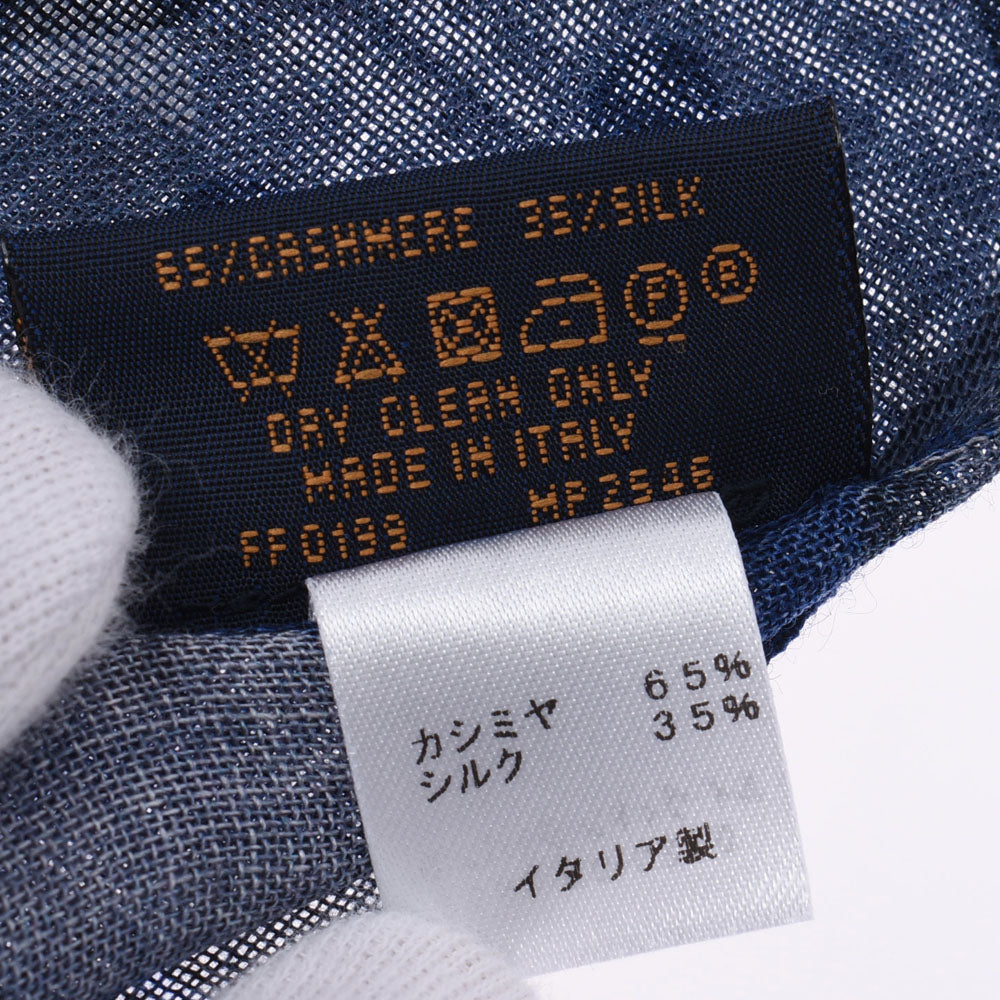 65%CASHMERE 35%SILK
P R
DRY CLEAN ONLY
MADE IN ITALY
FF0199 MP2546
カシミヤ 65%
シルク 35%
イタリア製